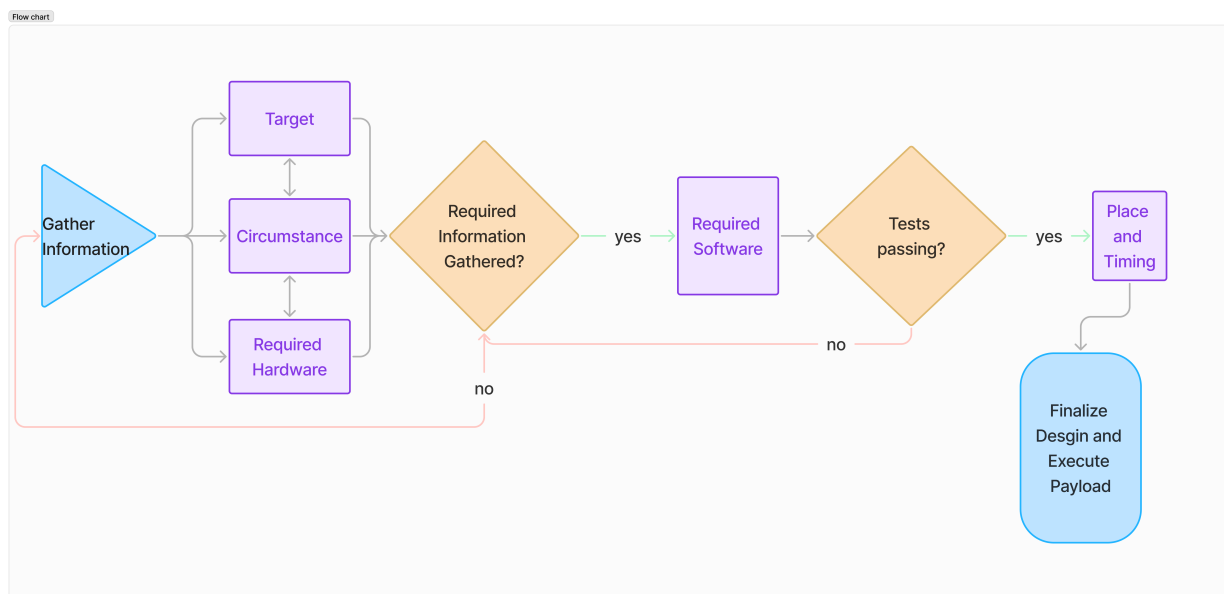 Flow chart
Target
Gather
Information
Circumstance
Required
Hardware
Required
Information
Gathered?
yes
Required
Software
Tests
passing?
yes
Place
and
Timing
no
no
Finalize
Desgin and
Execute
Payload